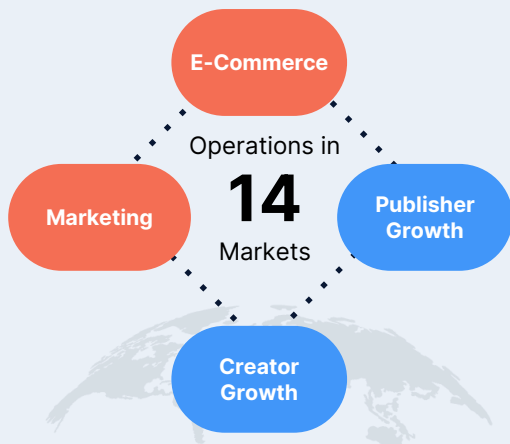 E-Commerce
Operations in
14
Markets
Marketing
Publisher
Growth
Creator
Growth